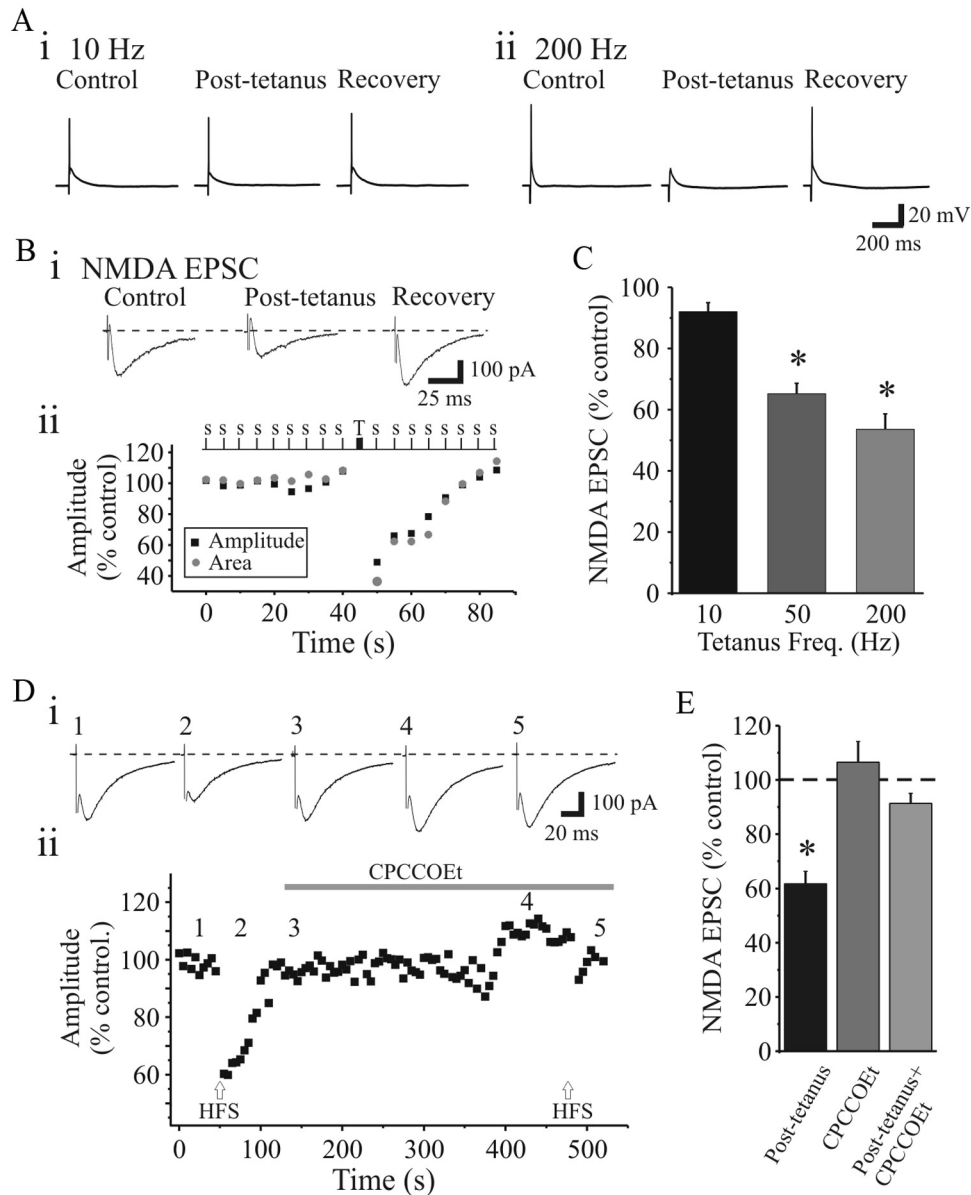 A
i 10 Hz
Control Post-tetanus Recovery
ii 200 Hz
Control Post-tetanus Recovery
20 mV
200 ms
B
i NMDA EPSC
Control Post-tetanus Recovery
100 pA
25 ms
ii
s s s s s s s s s T s s s s s s s s
Amplitude
(% control)
120
100
80
60
40
Amplitude
Area
0 20 40 60 80
Time (s)
C
NMDA EPSC (% control)
100
80
60
40
20
0
* *
10 50 200
Tetanus Freq. (Hz)
D
i
1 2 3 4 5
100 pA
20 ms
ii
CPCCOEt
Amplitude
(% control.)
120
100
80
60
1 2 3 4 5
HFS HFS
0 100 200 300 400 500
Time (s)
E
NMDA EPSC (% control)
120
100
80
60
40
20
0
*
Post-tetanus
CPCCOEt
Post-tetanus+
CPCCOEt